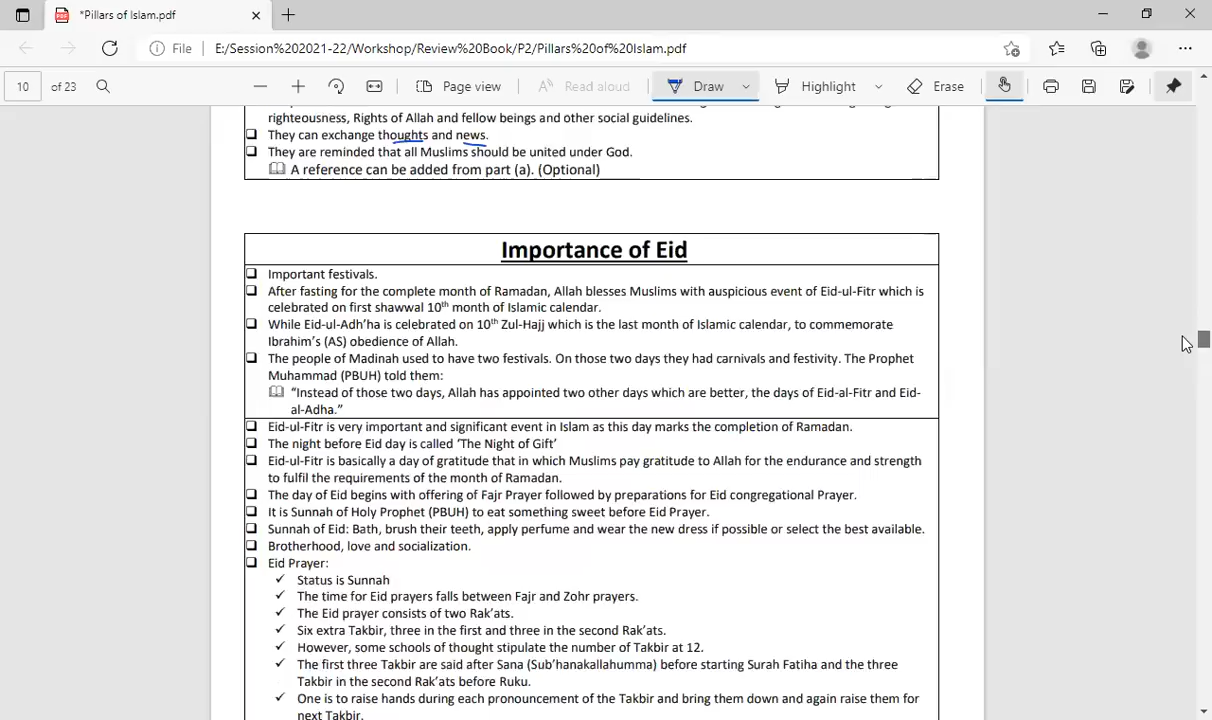 *Pillars of Islam.pdf
File E:/Session%202021-22/Workshop/Review%20Book/P2/Pillars%20of%20Islam.pdf
10 of 23 Page view Read aloud Draw Highlight Erase
righteousness, Rights of Allah and fellow beings and other social guidelines.
They can exchange thoughts and news.
They are reminded that all Muslims should be united under God.
A reference can be added from part (a). (Optional)
Importance of Eid
Important festivals.
After fasting for the complete month of Ramadan, Allah blesses Muslims with auspicious event of Eid-ul-Fitr which is
celebrated on first shawwal 10th month of Islamic calendar.
While Eid-ul-Adh'ha is celebrated on 10th Zul-Hajj which is the last month of Islamic calendar, to commemorate
Ibrahim's (AS) obedience of Allah.
The people of Madinah used to have two festivals. On those two days they had carnivals and festivity. The Prophet
Muhammad (PBUH) told them:
"Instead of those two days, Allah has appointed two other days which are better, the days of Eid-al-Fitr and Eid-
al-Adha."
Eid-ul-Fitr is very important and significant event in Islam as this day marks the completion of Ramadan.
The night before Eid day is called 'The Night of Gift'
Eid-ul-Fitr is basically a day of gratitude that in which Muslims pay gratitude to Allah for the endurance and strength
to fulfil the requirements of the month of Ramadan.
The day of Eid begins with offering of Fajr Prayer followed by preparations for Eid congregational Prayer.
It is Sunnah of Holy Prophet (PBUH) to eat something sweet before Eid Prayer.
Sunnah of Eid: Bath, brush their teeth, apply perfume and wear the new dress if possible or select the best available.
Brotherhood, love and socialization.
Eid Prayer:
Status is Sunnah
The time for Eid prayers falls between Fajr and Zohr prayers.
The Eid prayer consists of two Rak'ats.
Six extra Takbir, three in the first and three in the second Rak'ats.
However, some schools of thought stipulate the number of Takbir at 12.
The first three Takbir are said after Sana (Sub'hanakallahumma) before starting Surah Fatiha and the three
Takbir in the second Rak'ats before Ruku.
One is to raise hands during each pronouncement of the Takbir and bring them down and again raise them for
next Takbir.